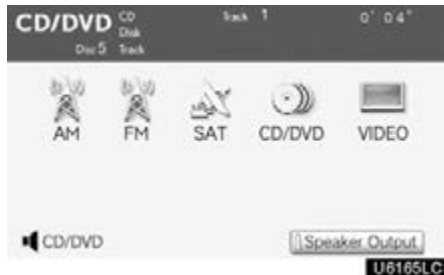 CD/DVD CD Track 1 0' 04"
Disk
Disc 5 Track
AM FM SAT CD/DVD VIDEO
CD/DVD Speaker Output
U6165LC